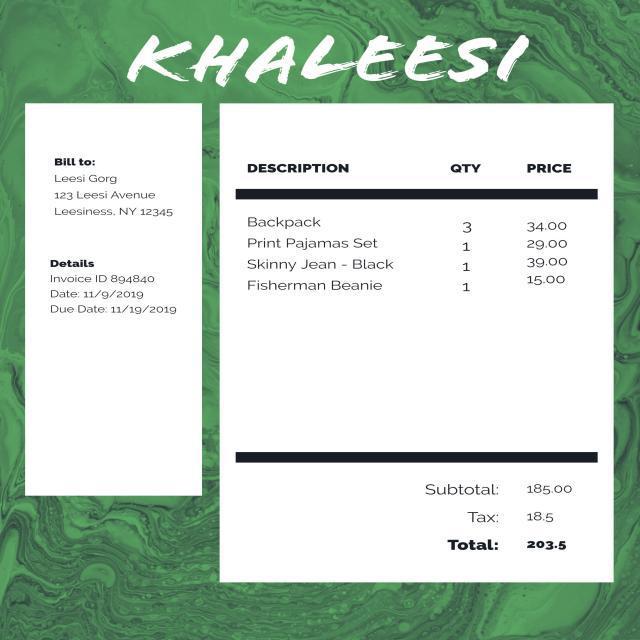 KHALEESI
Bill to:
Leesi Gorg
123 Leesi Avenue
Leesiness, NY 12345
Details
Invoice ID 894840
Date: 11/9/2019
Due Date: 11/19/2019
DESCRIPTION QTY PRICE
Backpack 3 34.00
Print Pajamas Set 1 29.00
Skinny Jean - Black 1 39.00
Fisherman Beanie 1 15.00
Subtotal: 185.00
Tax: 18.5
Total: 203.5